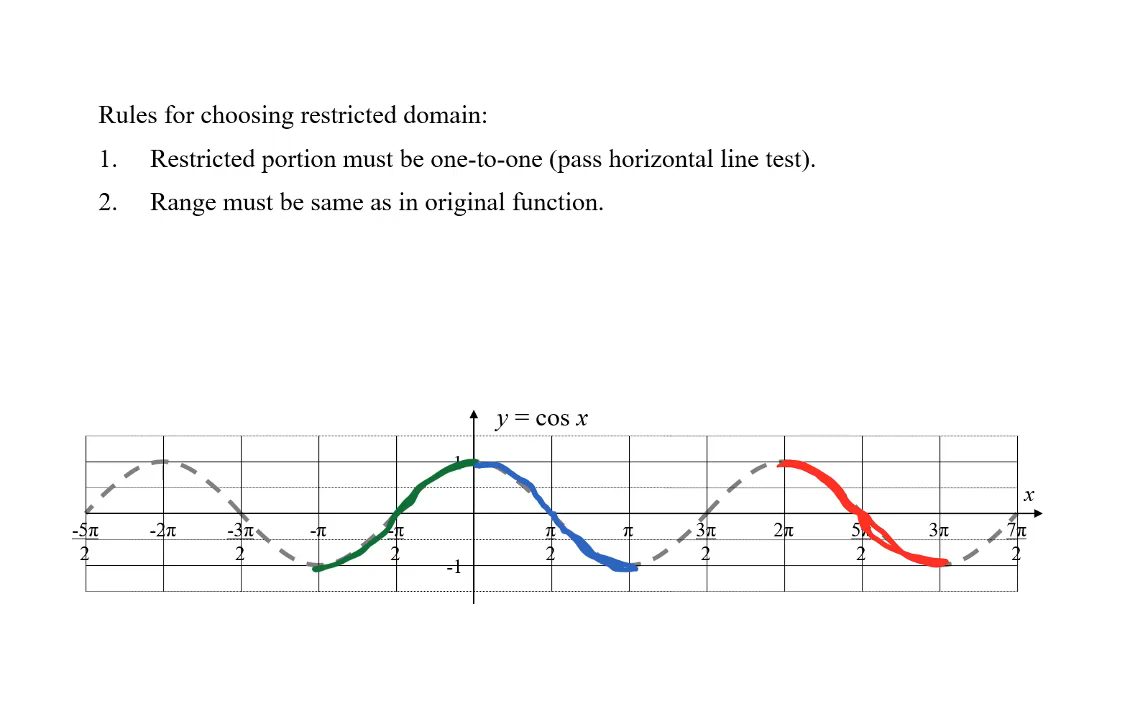 Rules for choosing restricted domain:
1. Restricted portion must be one-to-one (pass horizontal line test).
2. Range must be same as in original function.
y = cos x
1
x
-5π -2π -3π -π -π π π 3π 2π 5π 3π 7π
2 2 2 2 2 2 2
-1